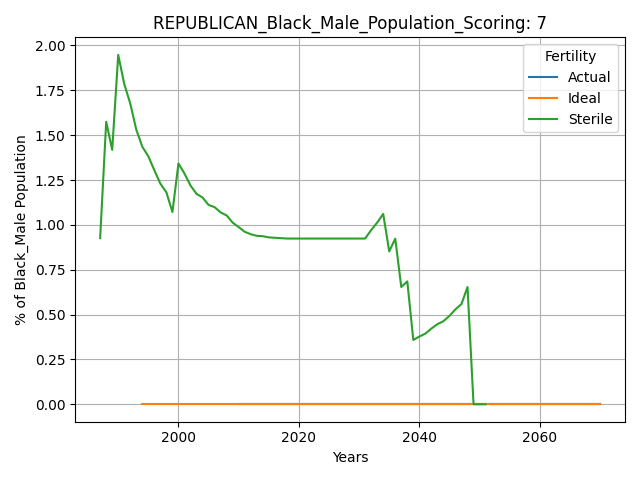 REPUBLICAN_Black_Male_Population_Scoring: 7
Fertility
Actual
Ideal
Sterile
% of Black_Male Population
2.00
1.75
1.50
1.25
1.00
0.75
0.50
0.25
0.00
2000 2020 2040 2060
Years